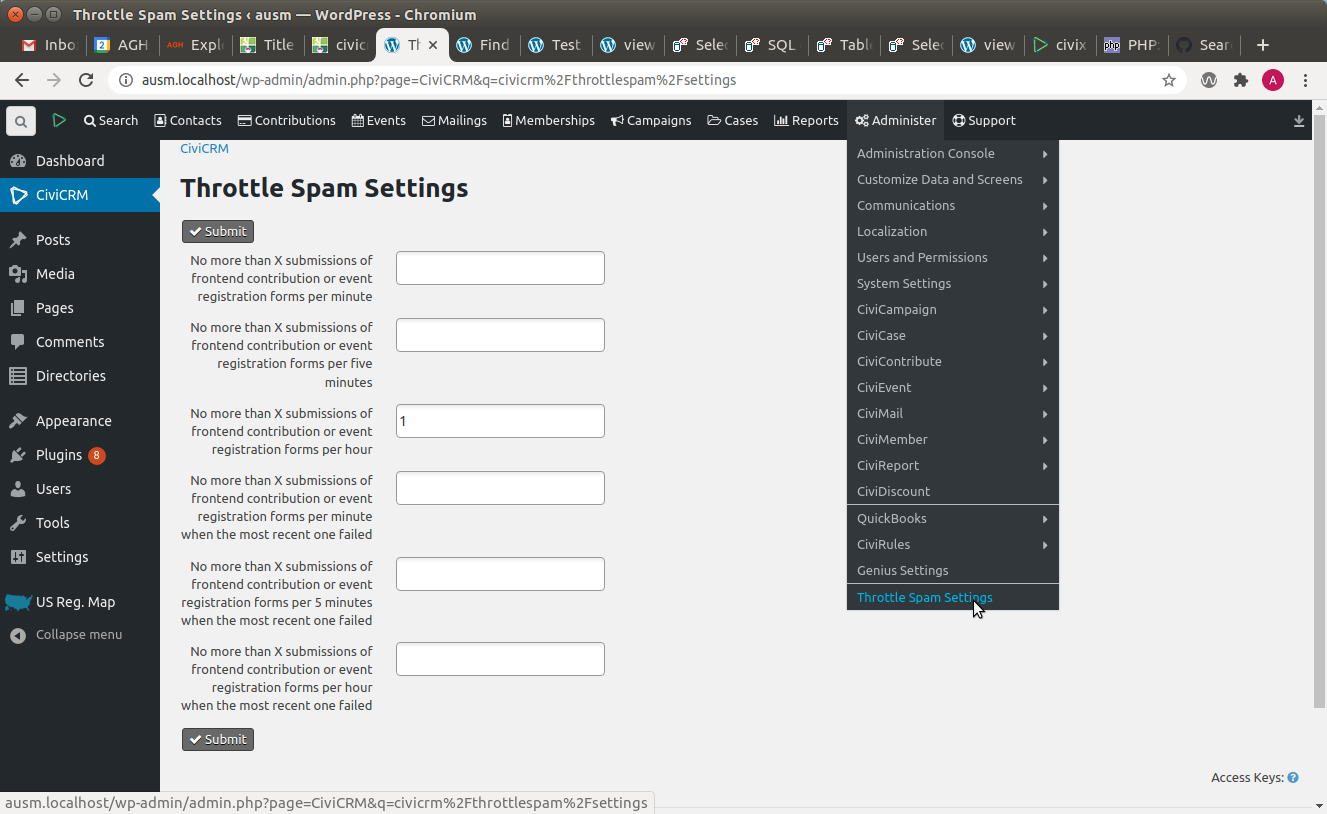 Throttle Spam Settings ‹ ausm — WordPress - Chromium
Inbo
AGH
Expl
Title
civic
Th
Find
Test
view
Selec
SQL
Tabl
Selec
view
civix
PHP:
Sear
ausm.localhost/wp-admin/admin.php?page=CiviCRM&q=civicrm%2Fthrottlespam%2Fsettings
A
Search
Contacts
Contributions
Events
Mailings
Memberships
Campaigns
Cases
Reports
Administer
Support
Dashboard
CiviCRM
Posts
Media
Pages
Comments
Directories
Appearance
Plugins 8
Users
Tools
Settings
US Reg. Map
Collapse menu
CiviCRM
Throttle Spam Settings
Submit
No more than X submissions of
frontend contribution or event
registration forms per minute
No more than X submissions of
frontend contribution or event
registration forms per five
minutes
No more than X submissions of
frontend contribution or event
registration forms per hour
1
No more than X submissions of
frontend contribution or event
registration forms per minute
when the most recent one failed
No more than X submissions of
frontend contribution or event
registration forms per 5 minutes
when the most recent one failed
No more than X submissions of
frontend contribution or event
registration forms per hour
when the most recent one failed
Submit
Administration Console
Customize Data and Screens
Communications
Localization
Users and Permissions
System Settings
CiviCampaign
CiviCase
CiviContribute
CiviEvent
CiviMail
CiviMember
CiviReport
CiviDiscount
QuickBooks
CiviRules
Genius Settings
Throttle Spam Settings
Access Keys:
ausm.localhost/wp-admin/admin.php?page=CiviCRM&q=civicrm%2Fthrottlespam%2Fsettings